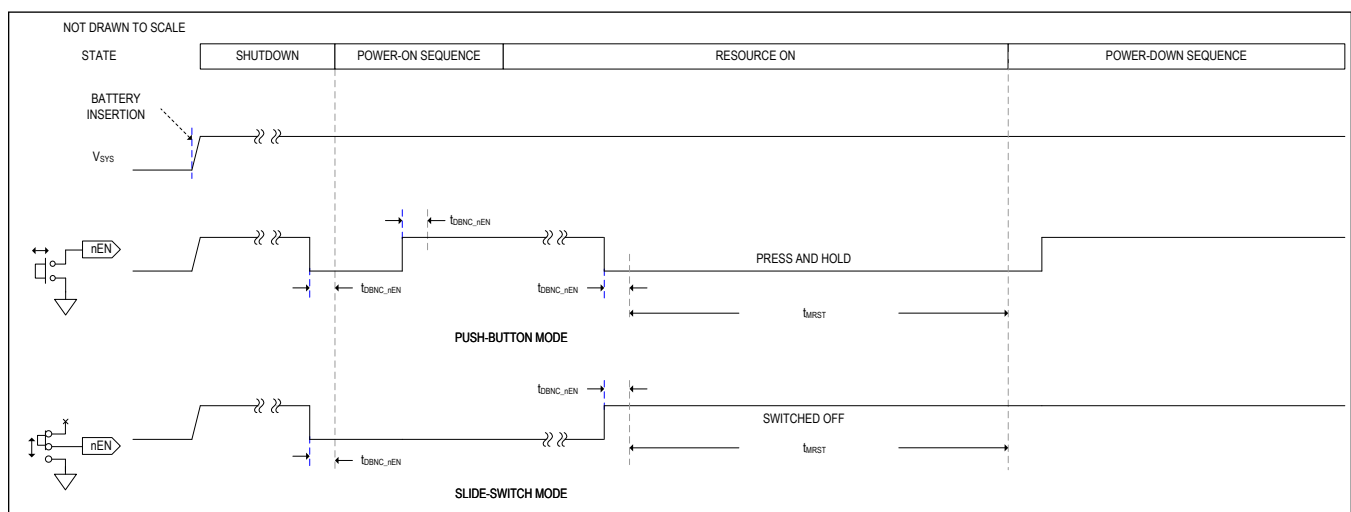 NOT DRAWN TO SCALE
STATE
SHUTDOWN
POWER-ON SEQUENCE
RESOURCE ON
POWER-DOWN SEQUENCE
BATTERY
INSERTION
VSYS
tDBNC_nEN
nEN
PRESS AND HOLD
tDBNC_nEN
tDBNC_nEN
tMRST
PUSH-BUTTON MODE
tDBNC_nEN
SWITCHED OFF
nEN
tMRST
tDBNC_nEN
SLIDE-SWITCH MODE